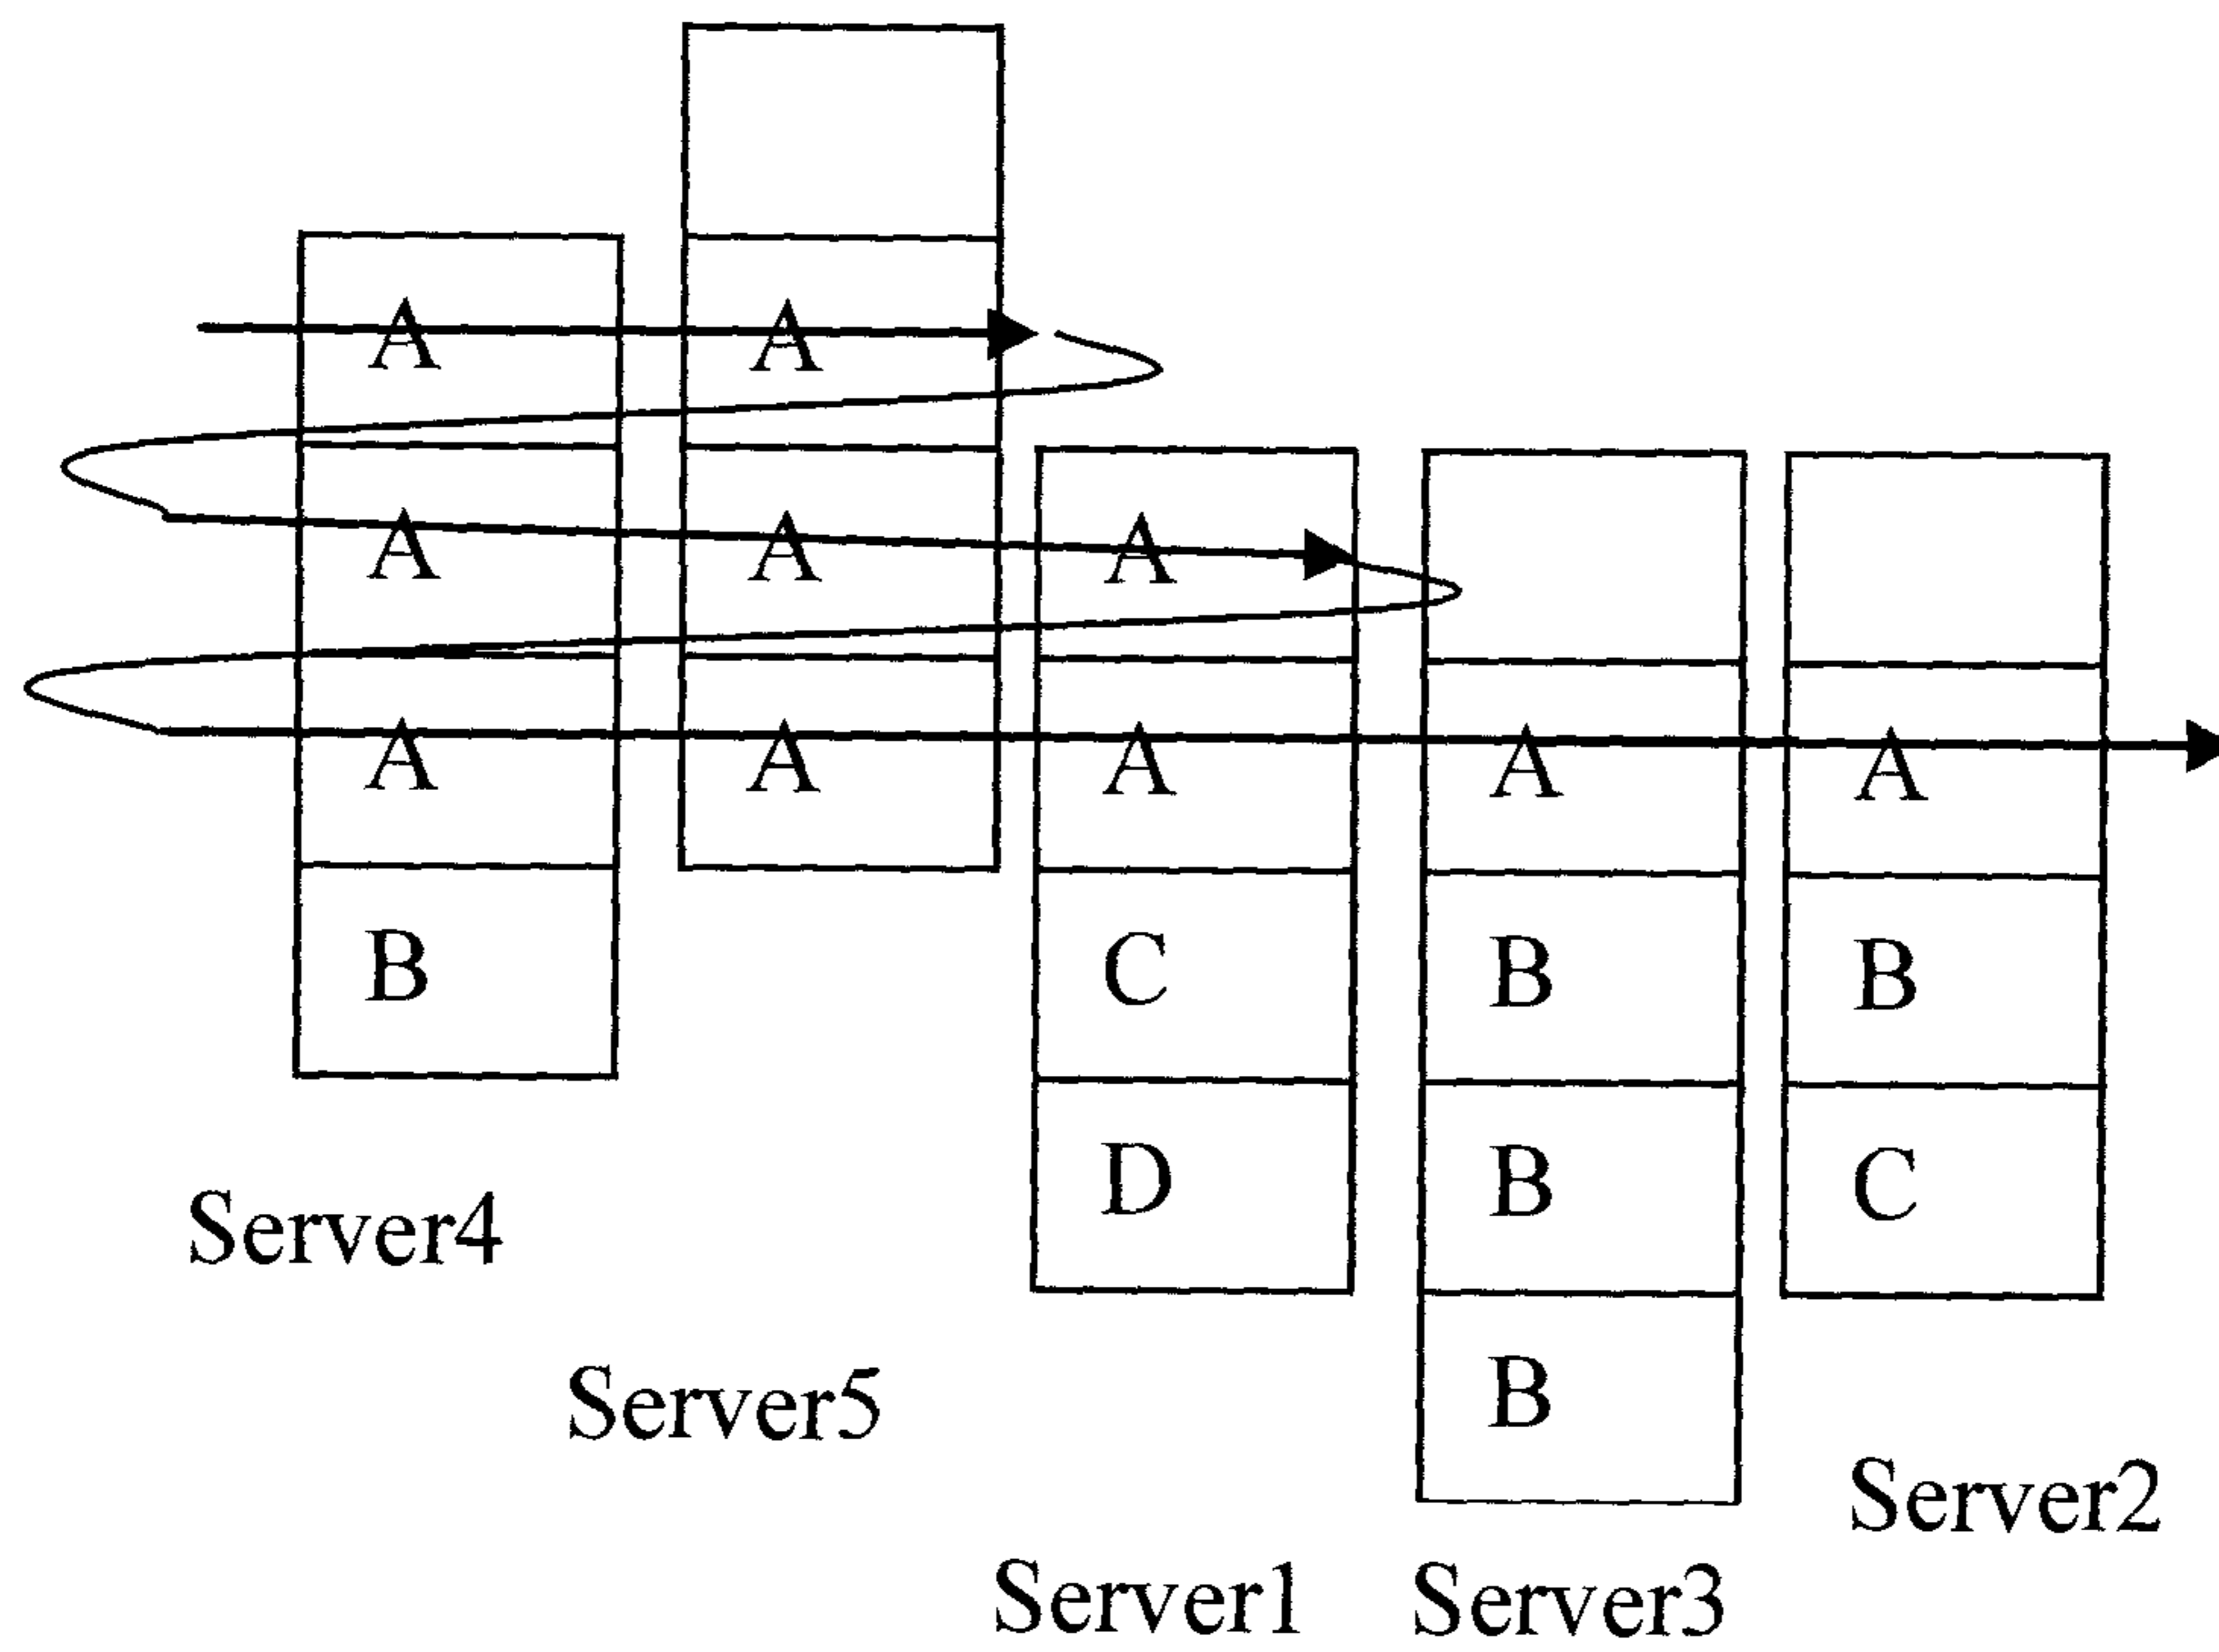 A A
A A A
A A A A A
B C B B
D B C
B
Server4
Server5
Server2
Server1 Server3